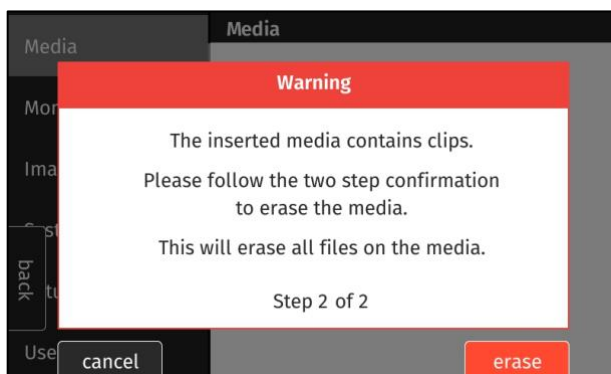 Media
Media
Warning
The inserted media contains clips.
Please follow the two step confirmation
to erase the media.
This will erase all files on the media.
Step 2 of 2
back
Use
cancel
erase